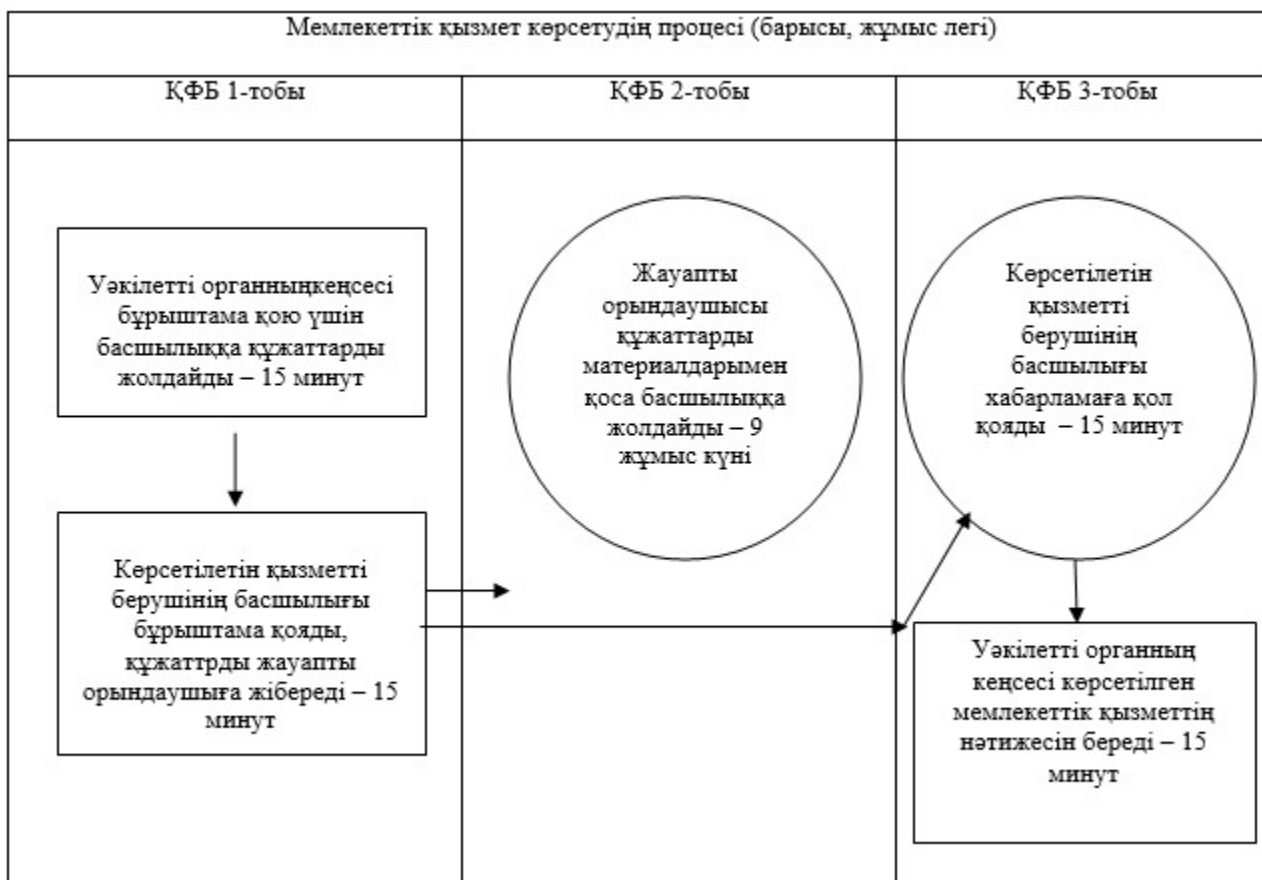 Мемлекеттік қызмет көрсетудің процесі (барысы, жұмыс легі)
ҚФБ 1-тобы
ҚФБ 2-тобы
ҚФБ 3-тобы
Уәкілетті органныңкеңсесі
бұрыштама қою үшін
басшылыққа құжаттарды
жолдайды – 15 минут
Көрсетілетін қызметті
берушінің басшылығы
бұрыштама қояды,
құжаттрды жауапты
орындаушыға жібереді – 15
минут
Жауапты
орындаушысы
құжаттарды
материалдарымен
қоса басшылыққа
жолдайды – 9
жұмыс күні
Көрсетілетін
қызметті
берушінің
басшылығы
хабарламаға қол
қояды – 15 минут
Уәкілетті органның
кеңсесі көрсетілген
мемлекеттік қызметтің
нәтижесін береді – 15
минут